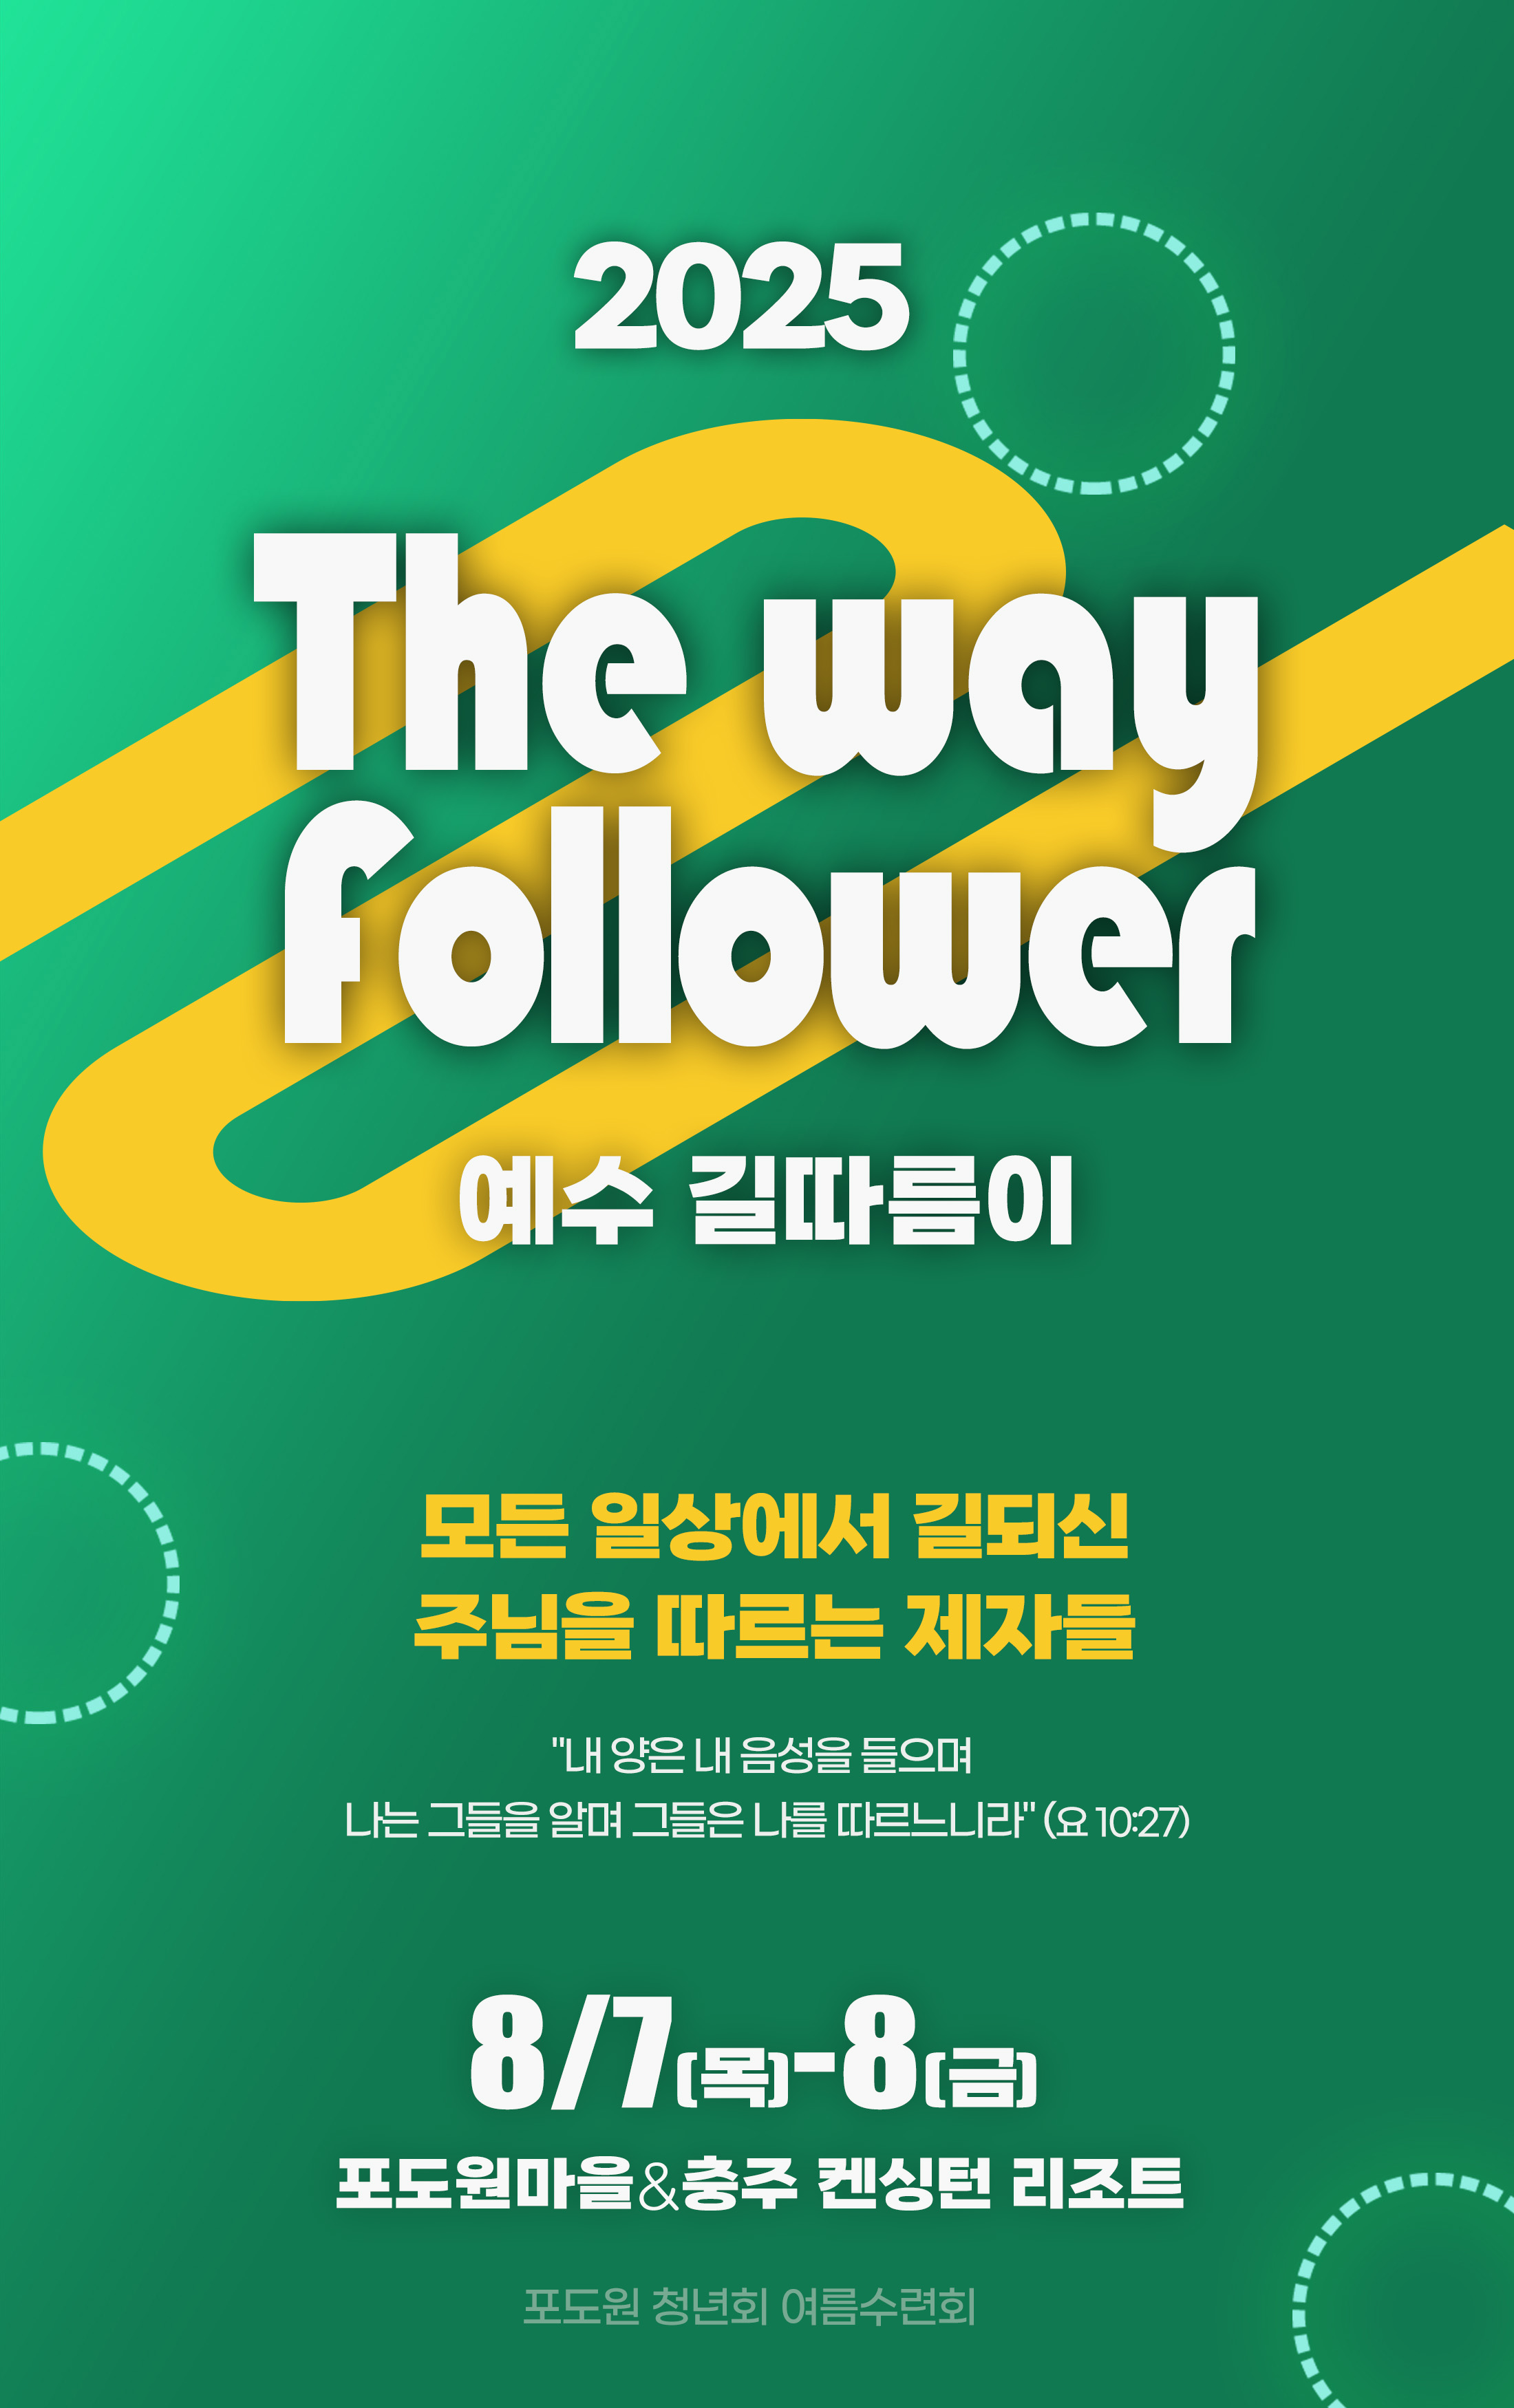 2025
The way
follower
예수 길따름이
모든 일상에서 길되신
주님을 따르는 제자들
"내 양은 내 음성을 듣으며
나는 그들을 알며 그들은 나를 따르느니라" (요 10:27)
8/7(목)-8(금)
포도원마을&충주 켄싱턴 리조트
포도원 청년회 여름수련회